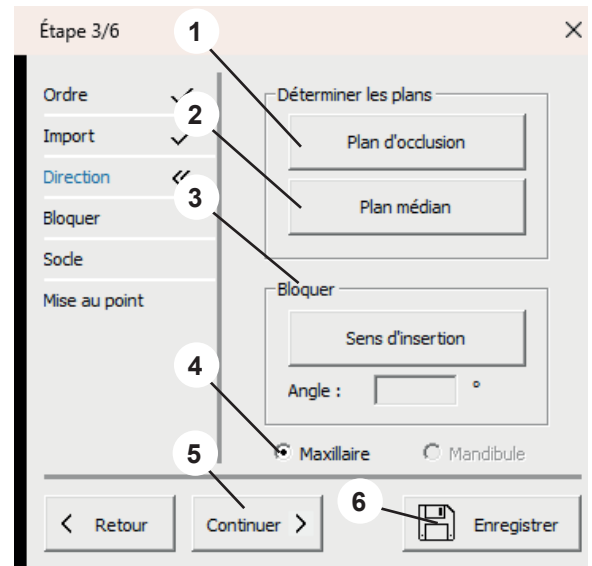 Étape 3/6
1
Ordre
Import
Direction
Bloquer
Socle
Mise au point
2
3
4
5
6
Déterminer les plans
Plan d'occlusion
Plan médian
Bloquer
Sens d'insertion
Angle : °
Maxillaire Mandibule
< Retour
Continuer >
Enregistrer